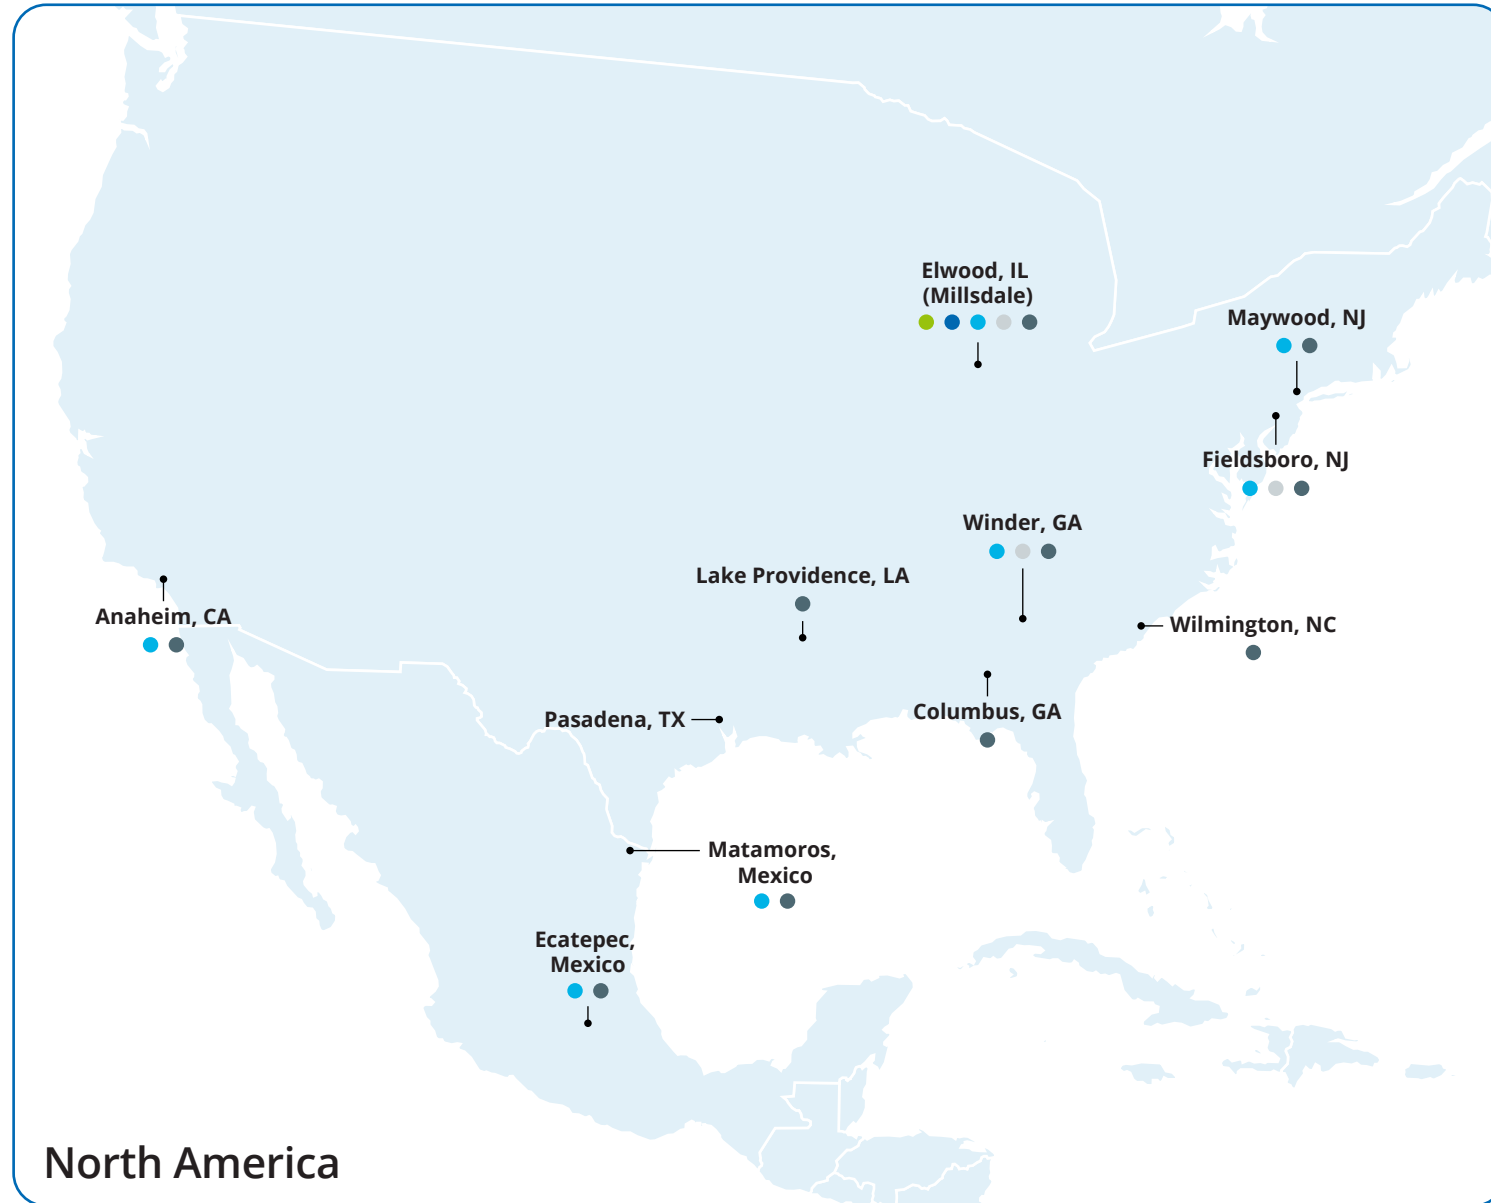 Elwood, IL
(Millsdale)
Maywood, NJ
Fieldsboro, NJ
Winder, GA
Lake Providence, LA
Anaheim, CA
Wilmington, NC
Columbus, GA
Pasadena, TX
Matamoros,
Mexico
Ecatepec,
Mexico
North America